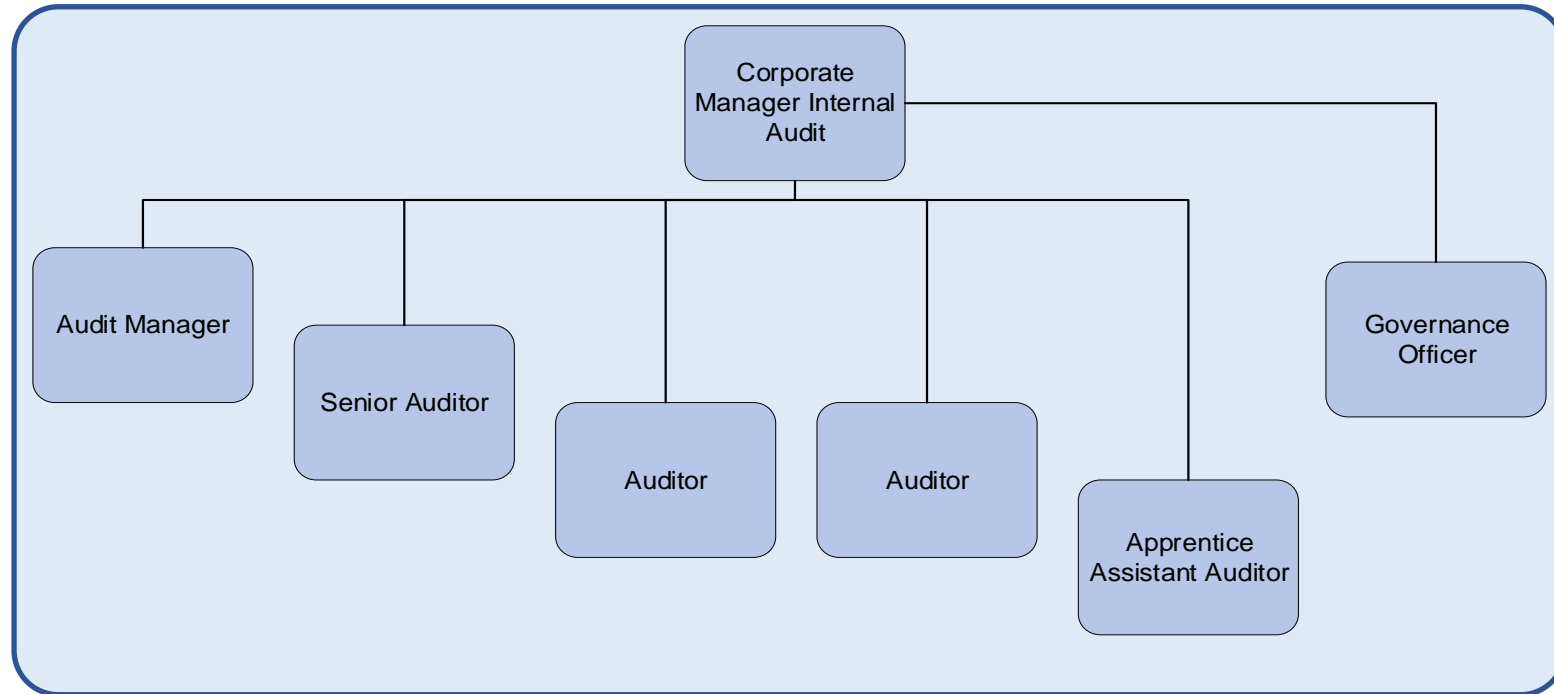 Corporate
Manager Internal
Audit
Audit Manager
Senior Auditor
Auditor
Auditor
Apprentice
Assistant Auditor
Governance
Officer